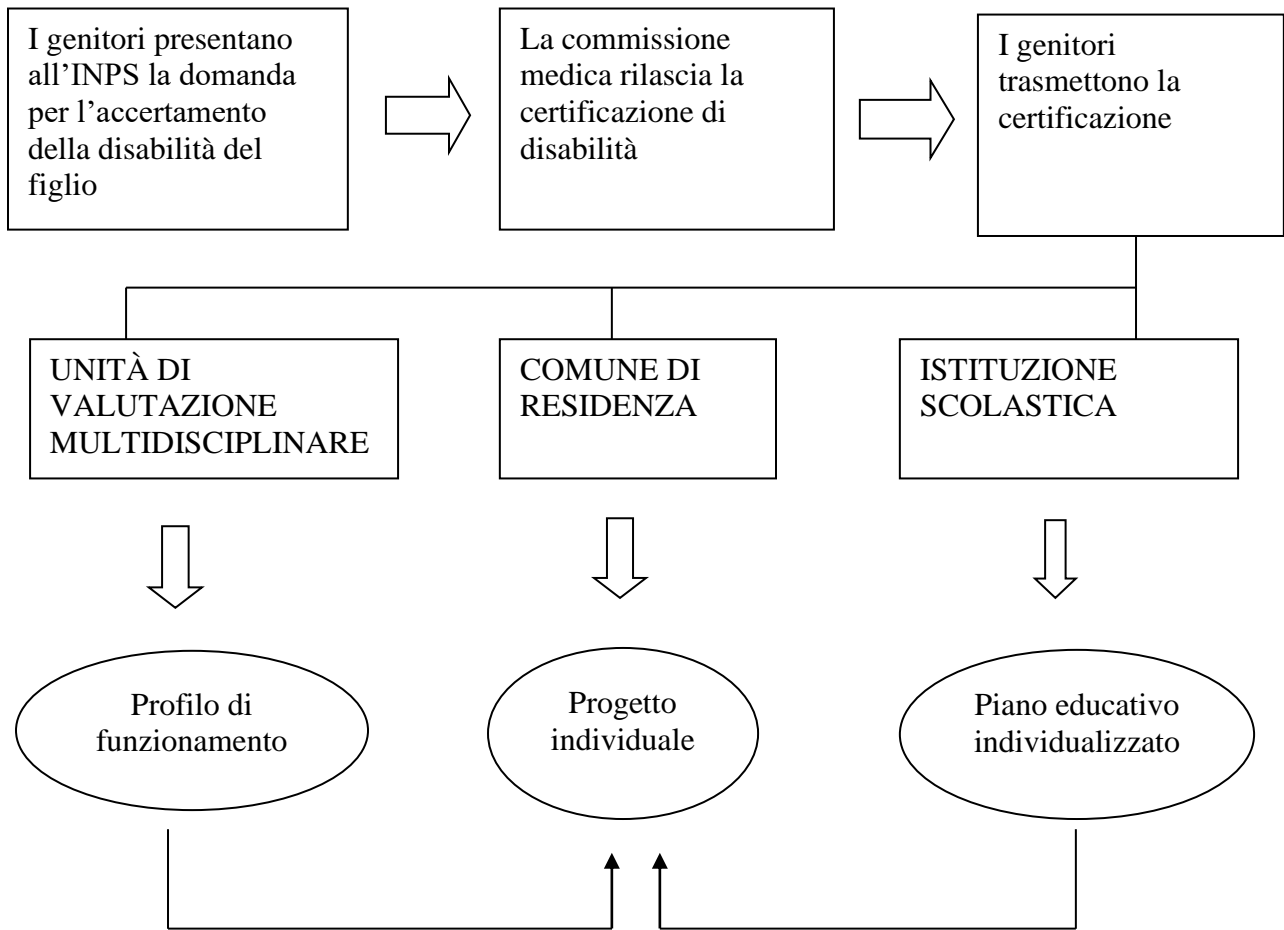 I genitori presentano
all’INPS la domanda
per l’accertamento
della disabilità del
figlio
La commissione
medica rilascia la
certificazione di
disabilità
I genitori
trasmettono la
certificazione
UNITÀ DI
VALUTAZIONE
MULTIDISCIPLINARE
COMUNE DI
RESIDENZA
ISTITUZIONE
SCOLASTICA
Profilo di
funzionamento
Progetto
individuale
Piano educativo
individualizzato